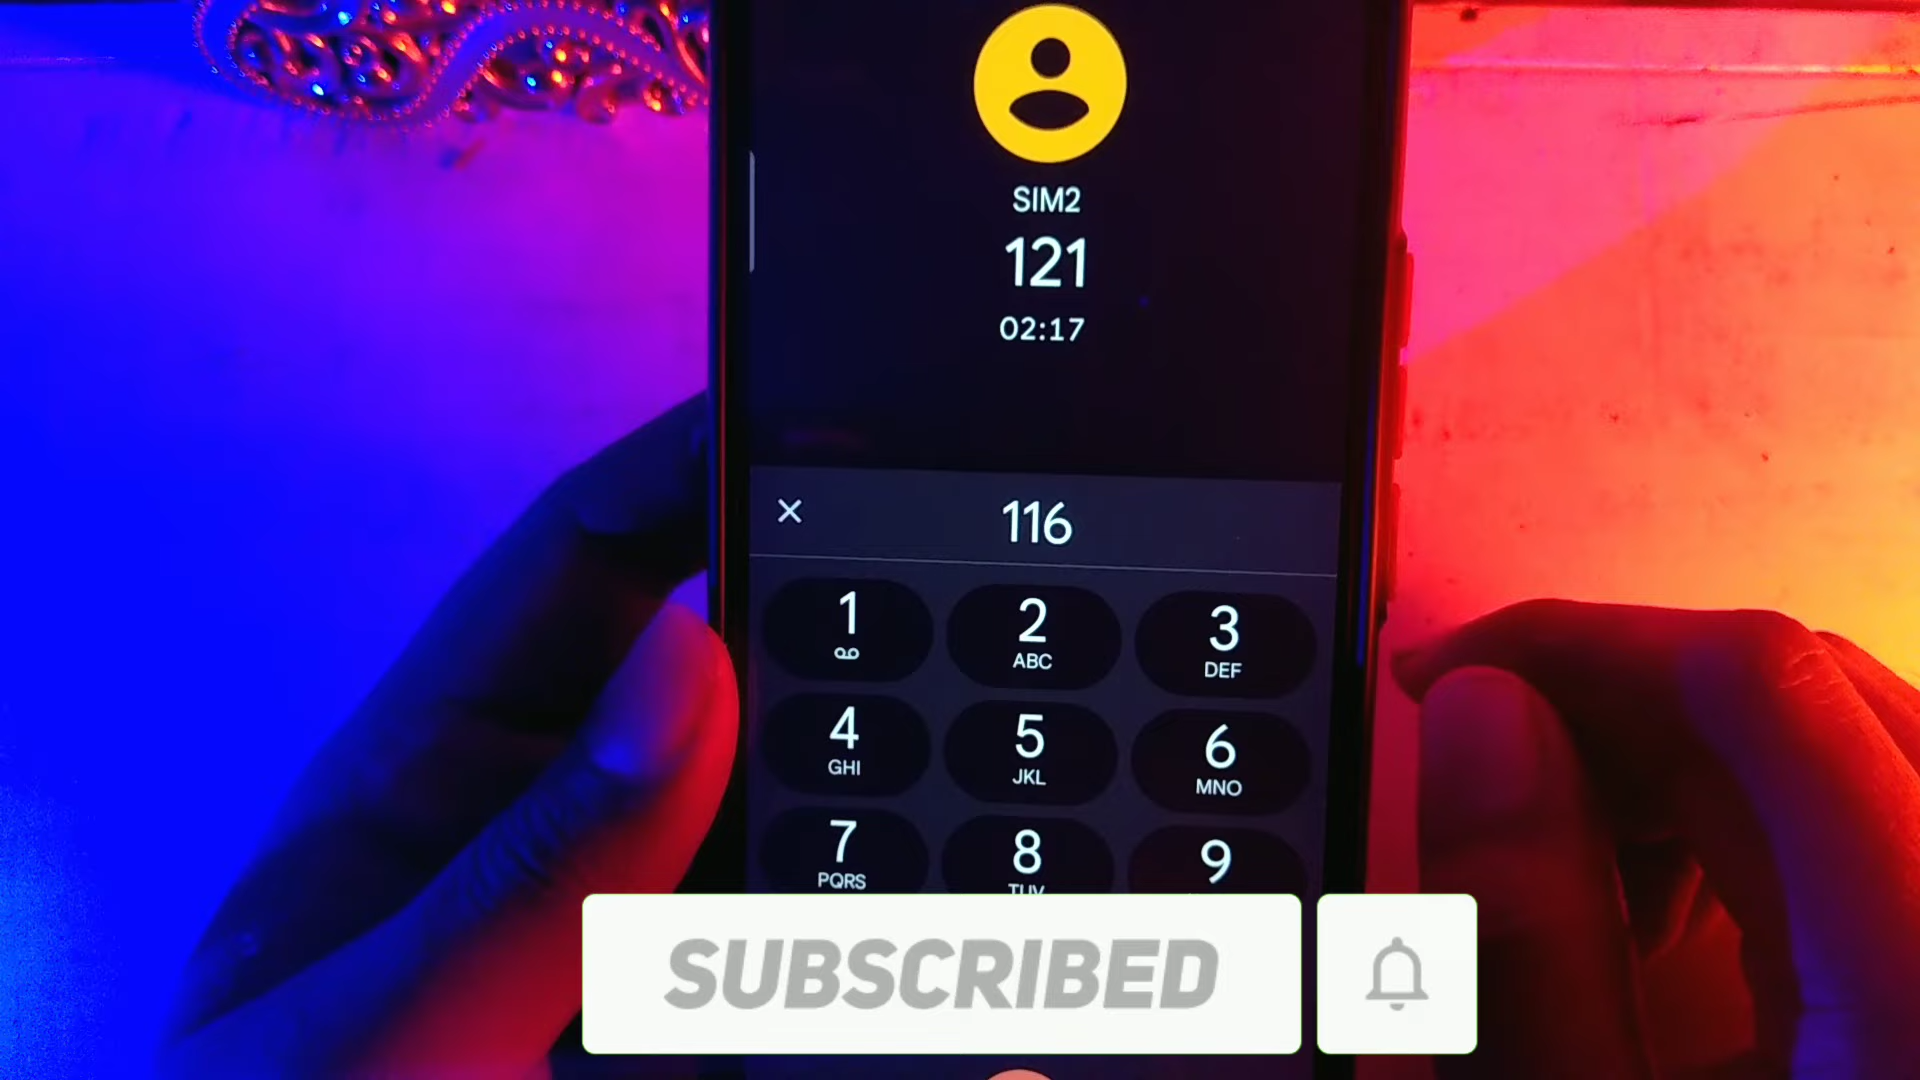 SIM2
121
02:17
116
1
2
ABC
3
DEF
4
GHI
5
JKL
6
MNO
7
PQRS
8
TUV
9
SUBSCRIBED